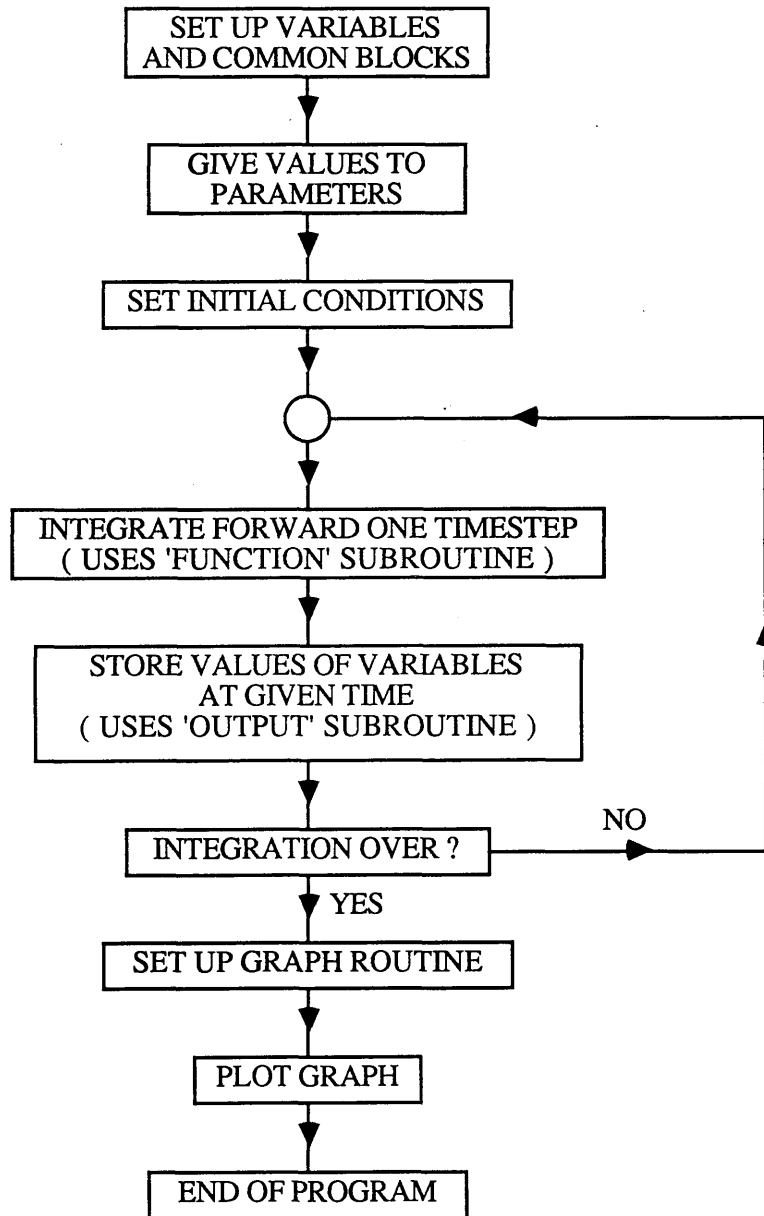 SET UP VARIABLES
AND COMMON BLOCKS
GIVE VALUES TO
PARAMETERS
SET INITIAL CONDITIONS
INTEGRATE FORWARD ONE TIMESTEP
( USES 'FUNCTION' SUBROUTINE )
STORE VALUES OF VARIABLES
AT GIVEN TIME
( USES 'OUTPUT' SUBROUTINE )
INTEGRATION OVER ?
NO
YES
SET UP GRAPH ROUTINE
PLOT GRAPH
END OF PROGRAM